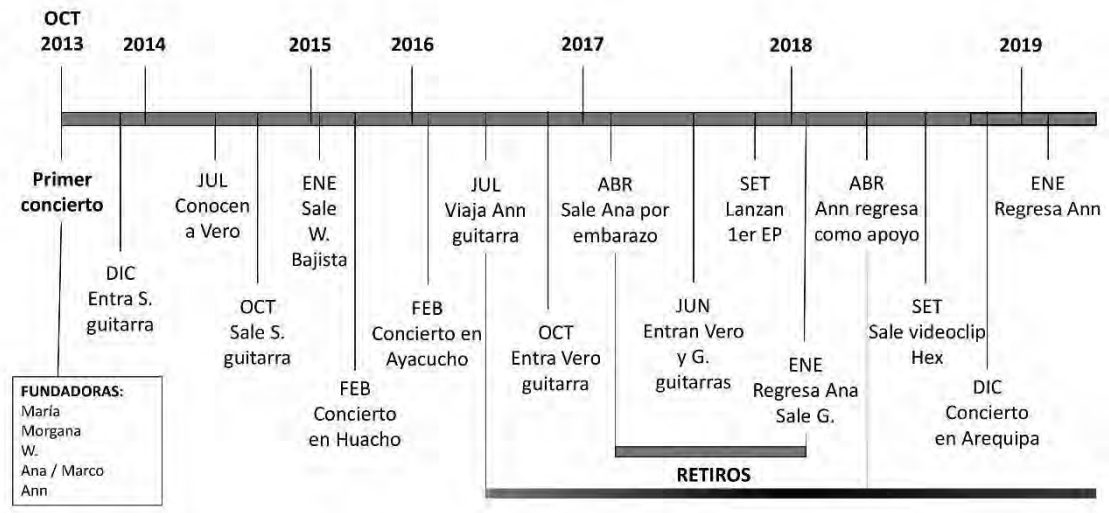 OCT
2013
2014
2015
2016
2017
2018
2019
Primer
concierto
DIC
Entra S.
guitarra
JUL
Conocen
a Vero
OCT
Sale S.
guitarra
ENE
Sale
W.
Bajista
FEB
Concierto
en Huacho
FEB
Concierto en
Ayacucho
JUL
Viaja Ann
guitarra
OCT
Entra Vero
guitarra
ABR
Sale Ana por
embarazo
JUN
Entran Vero
y G.
guitarras
SET
Lanzan
1er EP
ENE
Regresa Ana
Sale G.
ABR
Ann regresa
como apoyo
SET
Sale videoclip
Hex
DIC
Concierto
en Arequipa
ENE
Regresa Ann
FUNDADORAS:
María
Morgana
W.
Ana / Marco
Ann
RETIROS